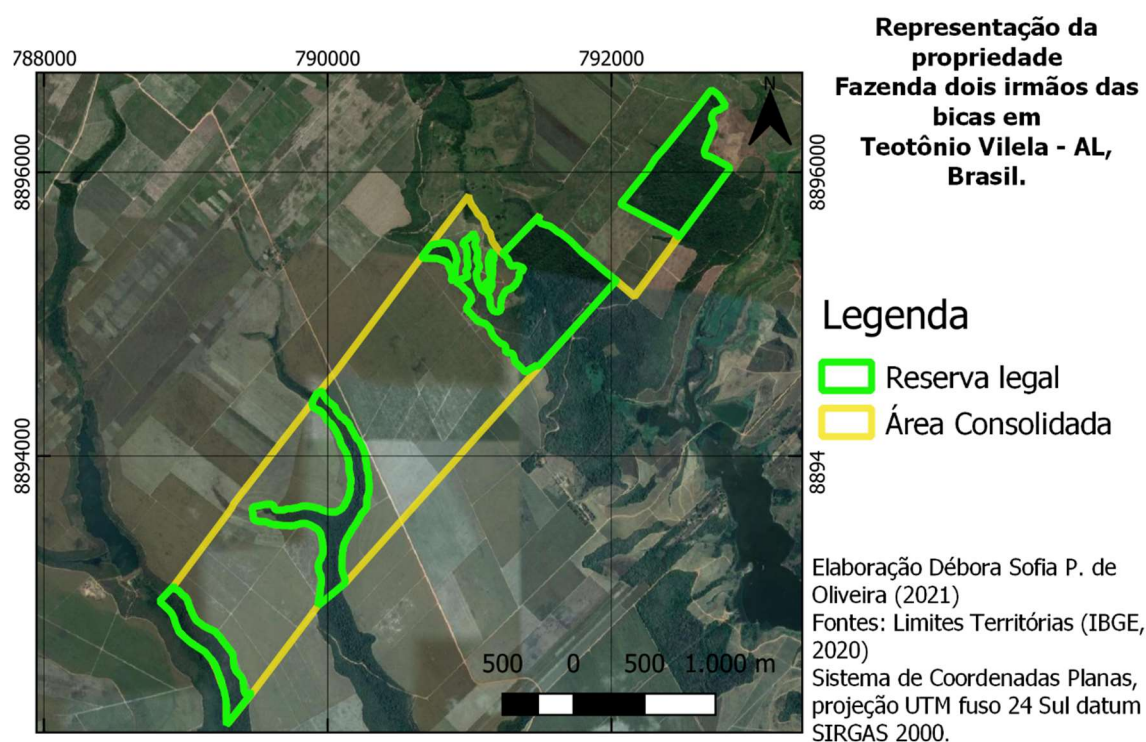 788000
790000
792000
Representação da
propriedade
Fazenda dois irmãos das
bicas em
Teotônio Vilela - AL,
Brasil.
N
8896000
8896000
Legenda
Reserva legal
Área Consolidada
8894000
8894
Elaboração Débora Sofia P. de
Oliveira (2021)
Fontes: Limites Territórias (IBGE,
2020)
Sistema de Coordenadas Planas,
projeção UTM fuso 24 Sul datum
SIRGAS 2000.
500 0 500 1.000 m